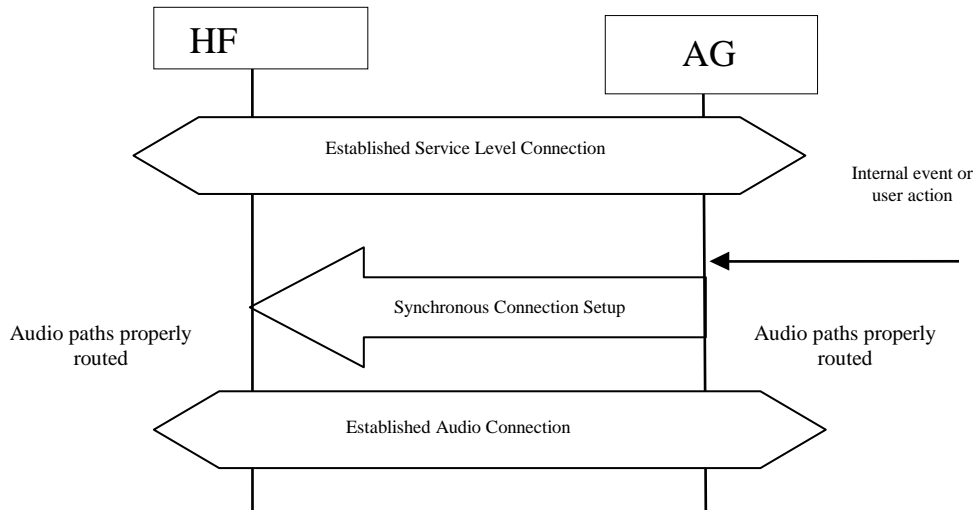 HF
AG
Established Service Level Connection
Internal event or
user action
Synchronous Connection Setup
Audio paths properly
routed
Audio paths properly
routed
Established Audio Connection